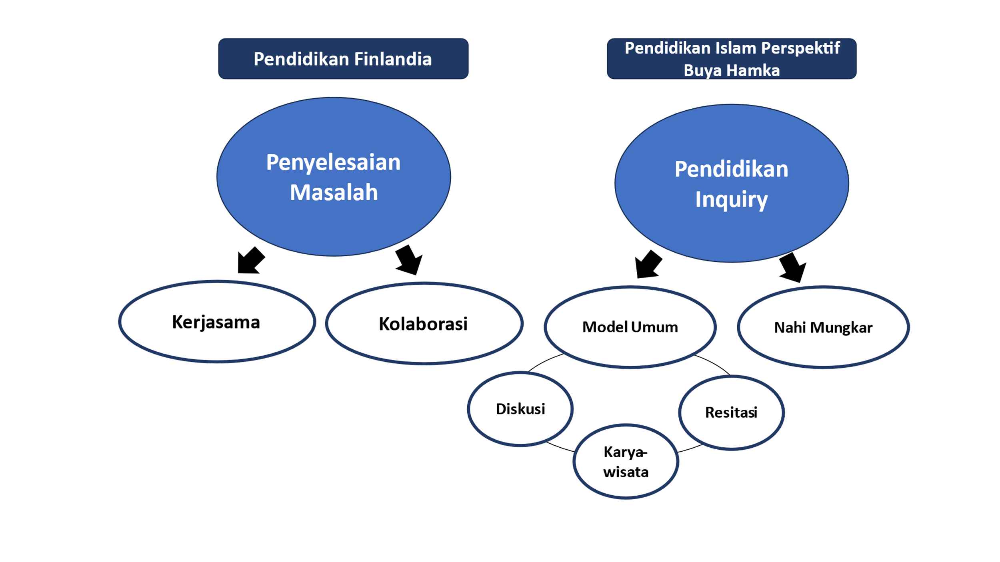 Pendidikan Finlandia
Pendidikan Islam Perspektif
Buya Hamka
Penyelesaian
Masalah
Pendidikan
Inquiry
Kerjasama
Kolaborasi
Model Umum
Nahi Mungkar
Diskusi
Resitasi
Karya-
wisata